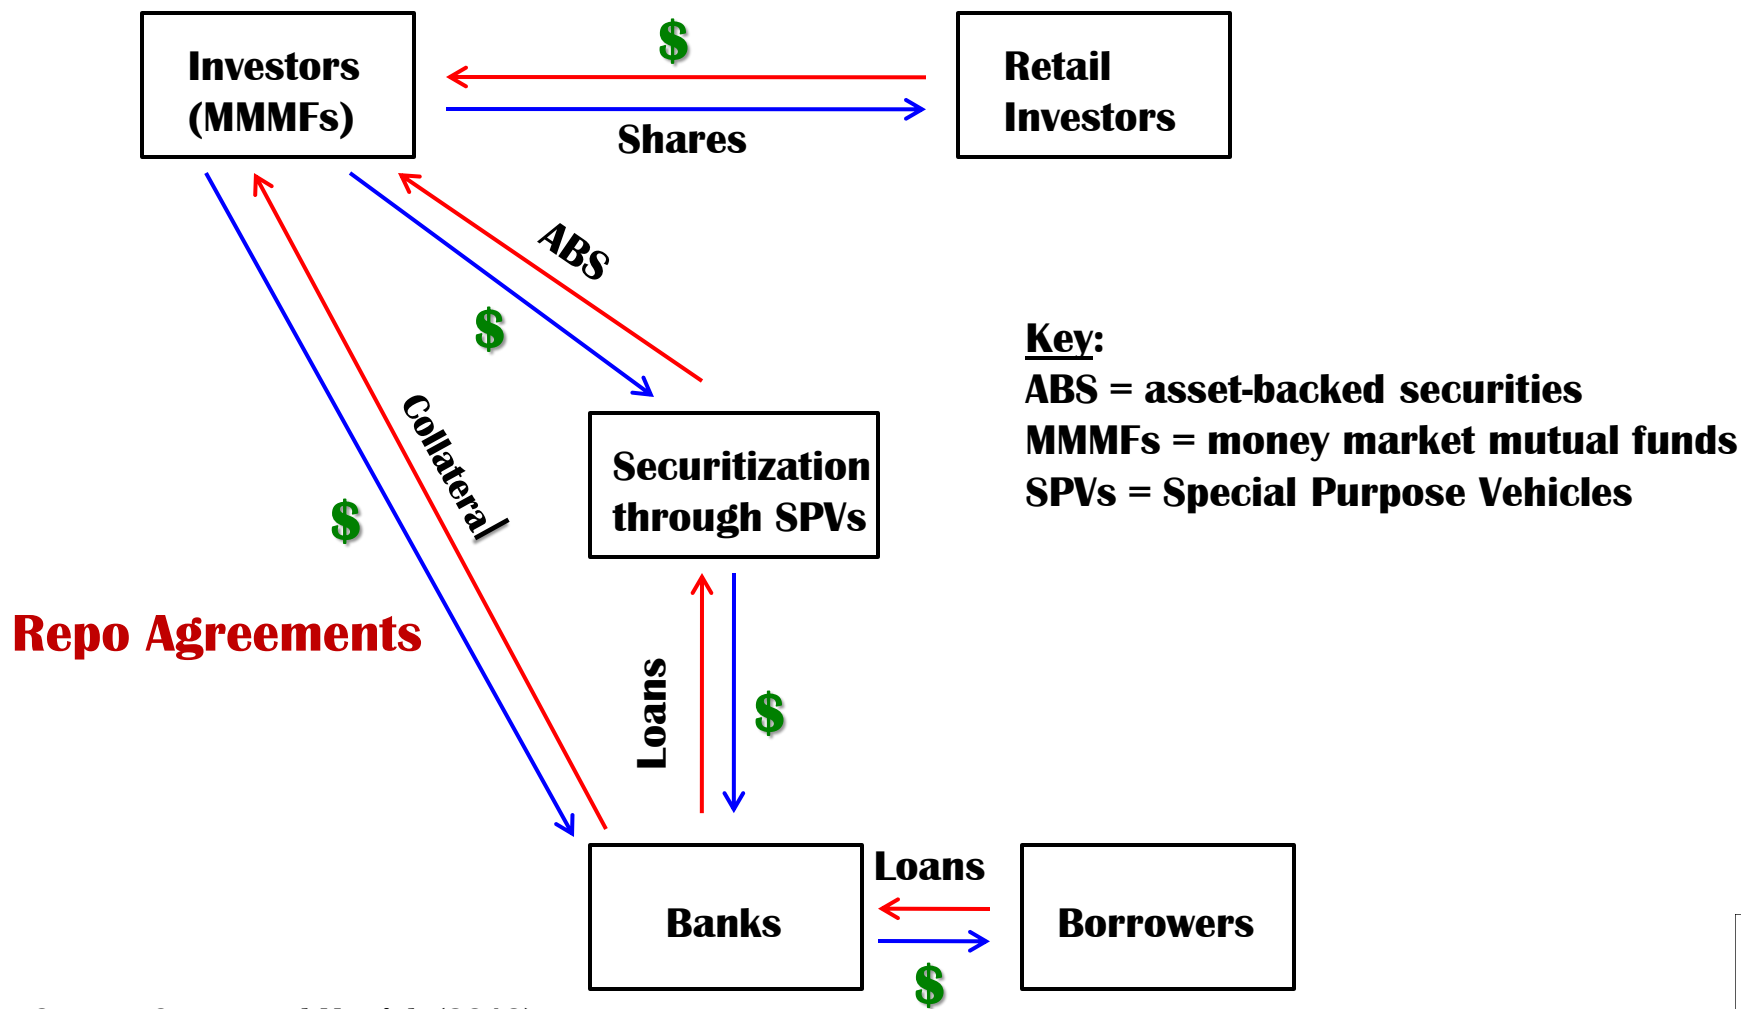 Investors
(MMMFs)
$
Shares
Retail
Investors
ABS
$
Collateral
$
Repo Agreements
Securitization
through SPVs
Key:
ABS = asset-backed securities
MMMFs = money market mutual funds
SPVs = Special Purpose Vehicles
Loans
$
Banks
Loans
$
Borrowers